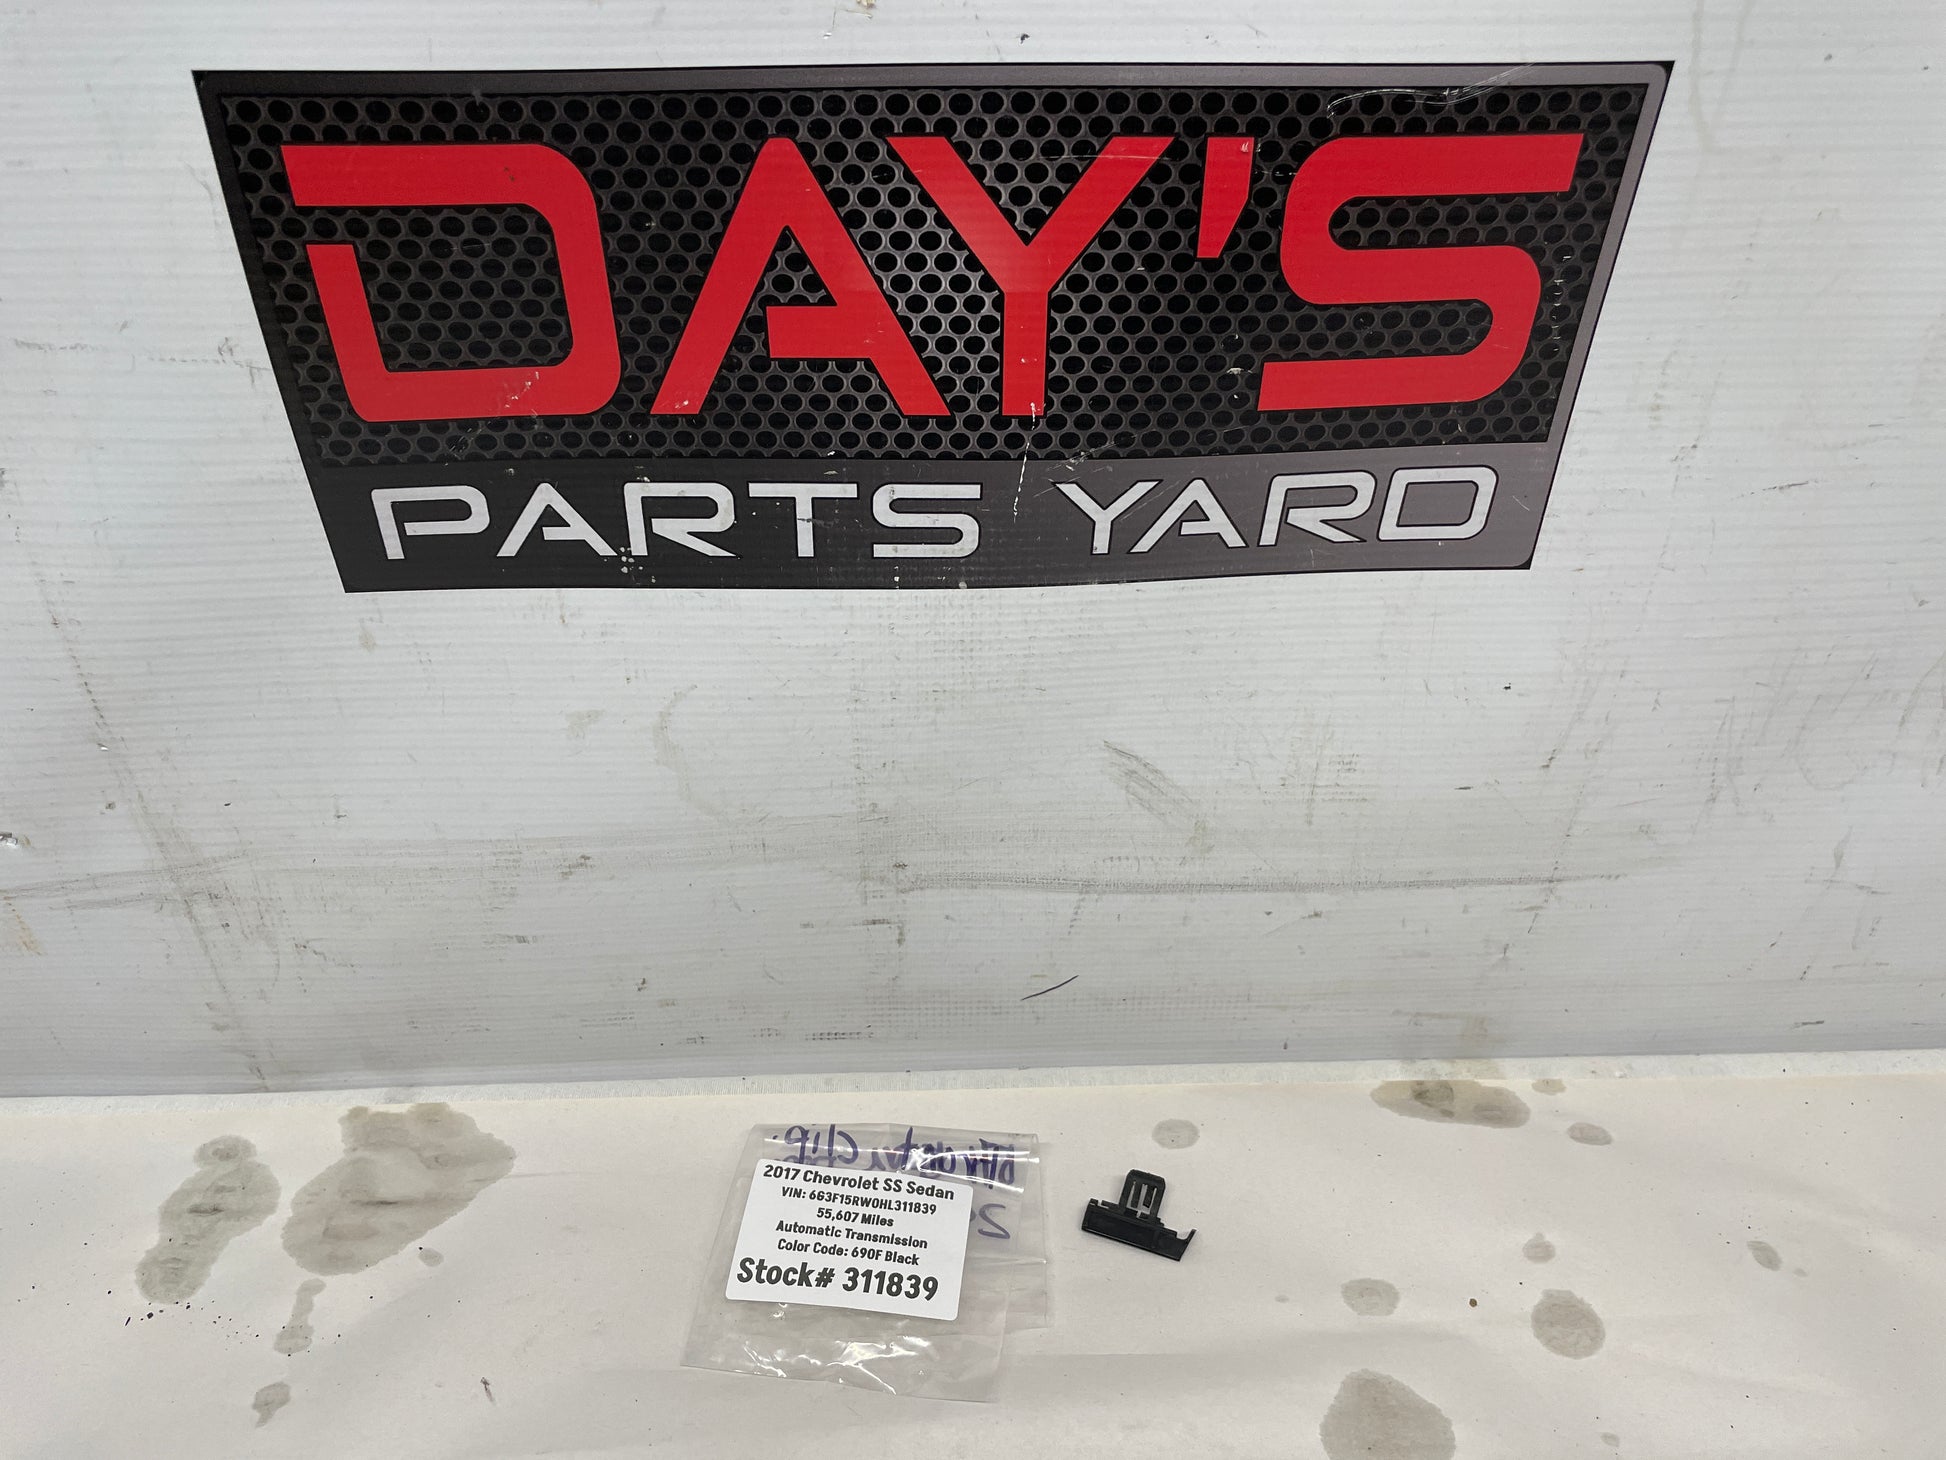 DAY'S
PARTS YARD
2017 Chevrolet SS Sedan
VIN: 6G3F15RW0HL311839
55,607 Miles
Automatic Transmission
Color Code: 690F Black
Stock# 311839